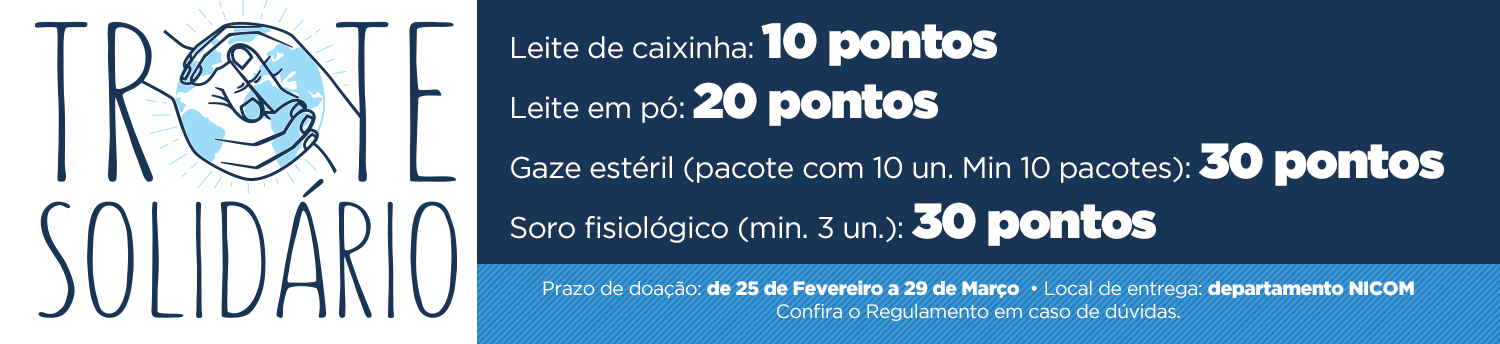 TROTE
SOLIDÁRIO
Leite de caixinha: 10 pontos
Leite em pó: 20 pontos
Gaze estéril (pacote com 10 un. Min 10 pacotes): 30 pontos
Soro fisiológico (min. 3 un.): 30 pontos
Prazo de doação: de 25 de Fevereiro a 29 de Março • Local de entrega: departamento NICOM
Confira o Regulamento em caso de dúvidas.